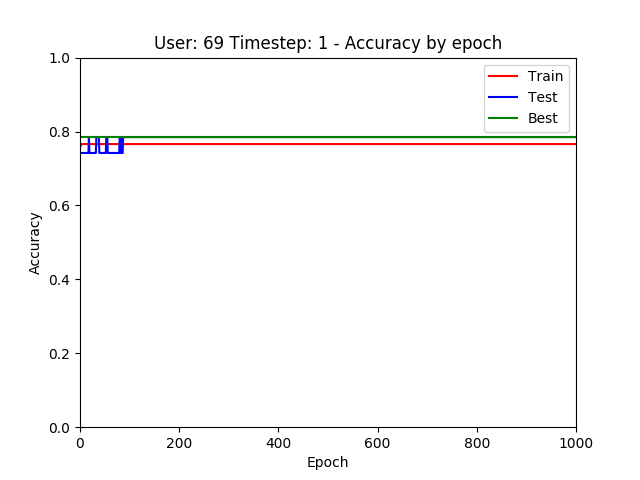 User: 69 Timestep: 1 - Accuracy by epoch
Train
Test
Best
1.0
0.8
0.6
0.4
0.2
0.0
Accuracy
0 200 400 600 800 1000
Epoch